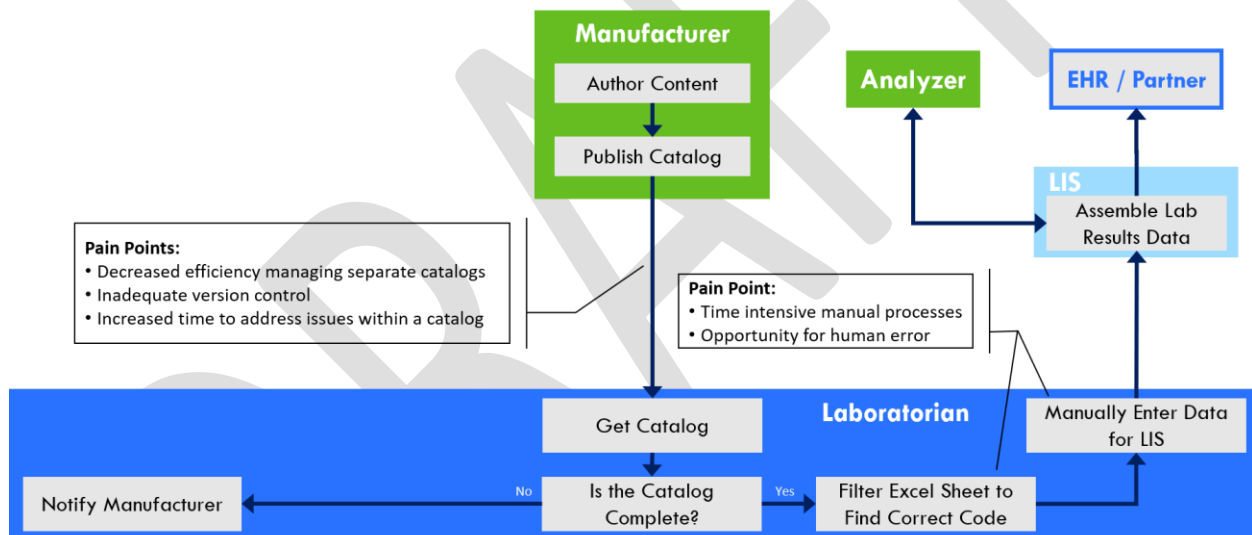 Manufacturer
Author Content
Publish Catalog
Analyzer
EHR / Partner
LIS
Assemble Lab
Results Data
Pain Points:
• Decreased efficiency managing separate catalogs
• Inadequate version control
• Increased time to address issues within a catalog
Pain Point:
• Time intensive manual processes
• Opportunity for human error
Laboratorian
Get Catalog
Manually Enter Data
for LIS
Notify Manufacturer
No
Is the Catalog
Complete?
Yes
Filter Excel Sheet to
Find Correct Code
DRAFT